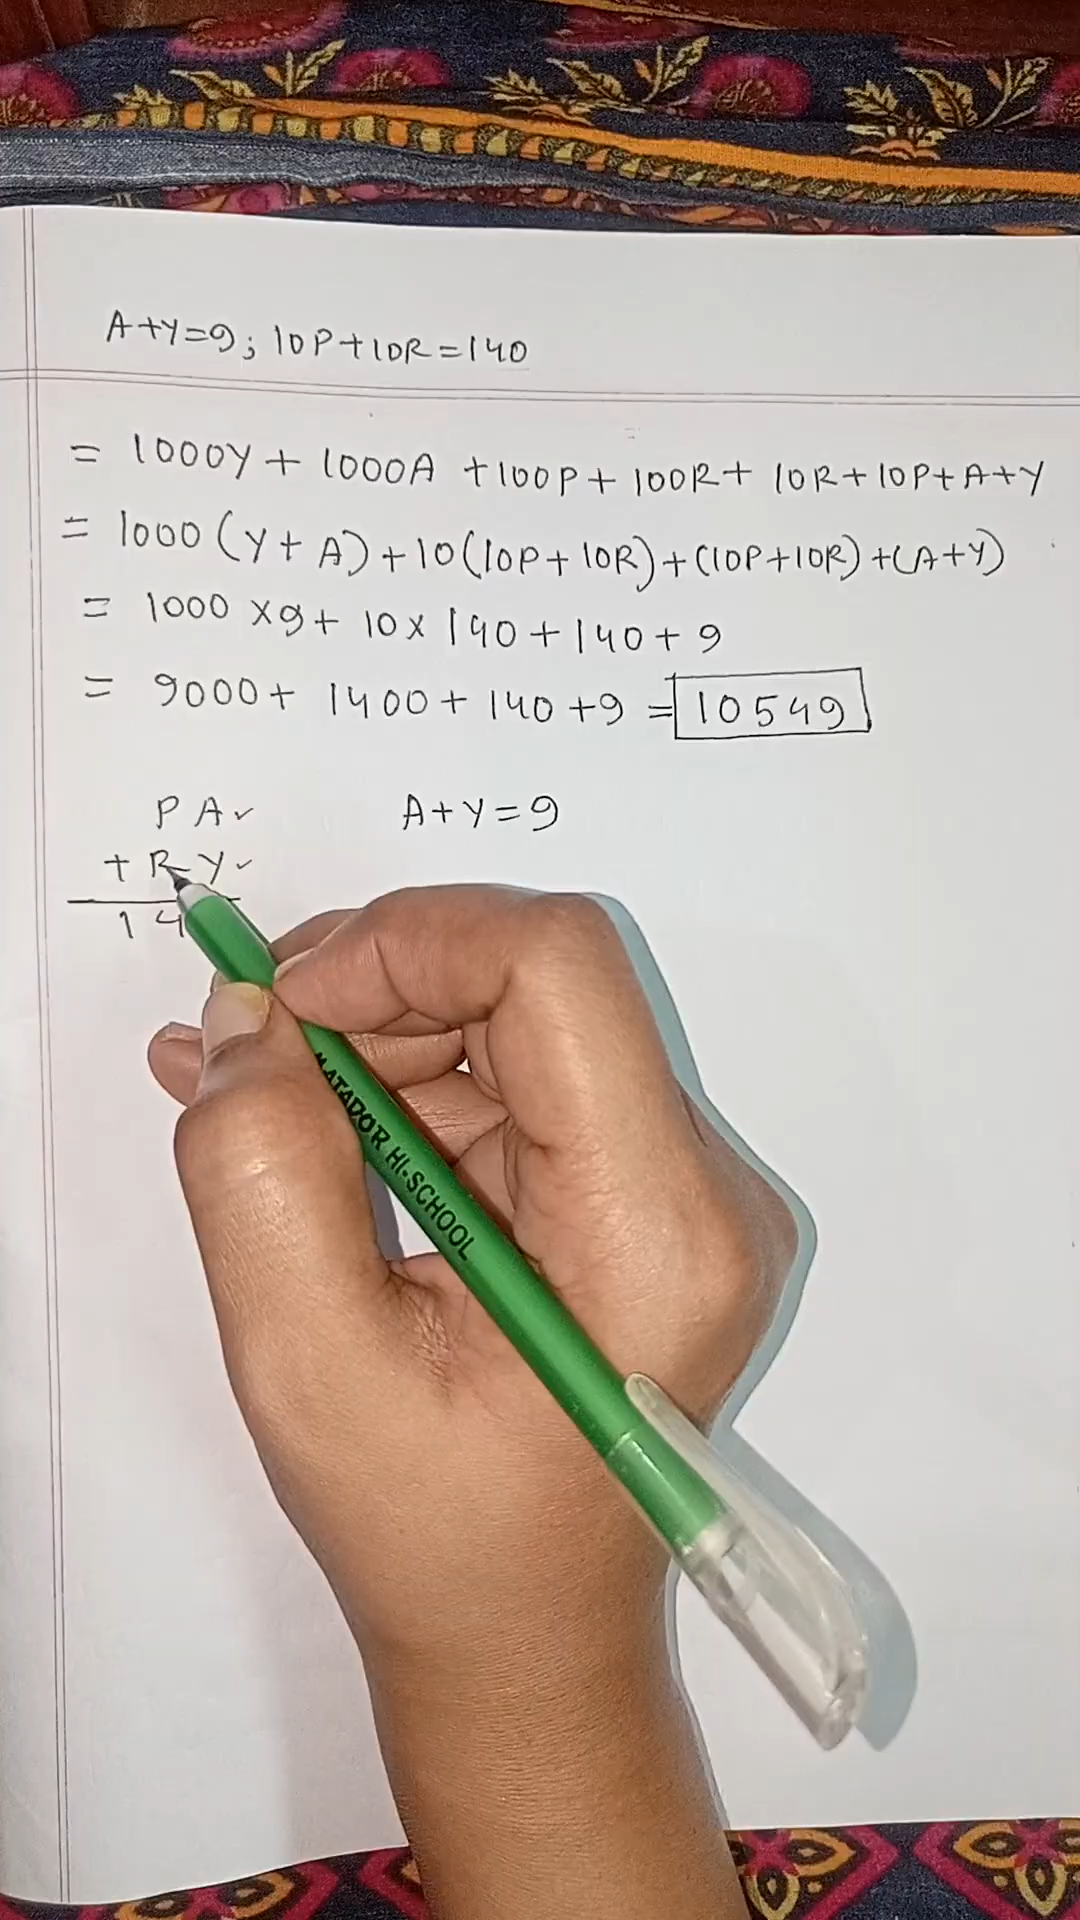 A+Y=9; 10P+10R=140
= 1000Y + 1000A +100P+ 100R+ 10R+10P+A+Y
= 1000 (Y+A)+10(10P+10R)+(10P+10R)+(A+Y)
= 1000 ×9+ 10× 140+140+ 9
= 9000+ 1400+ 140+9 = 10549
PA✓ A+Y=9
+RY✓
14
MATADOR HI-SCHOOL